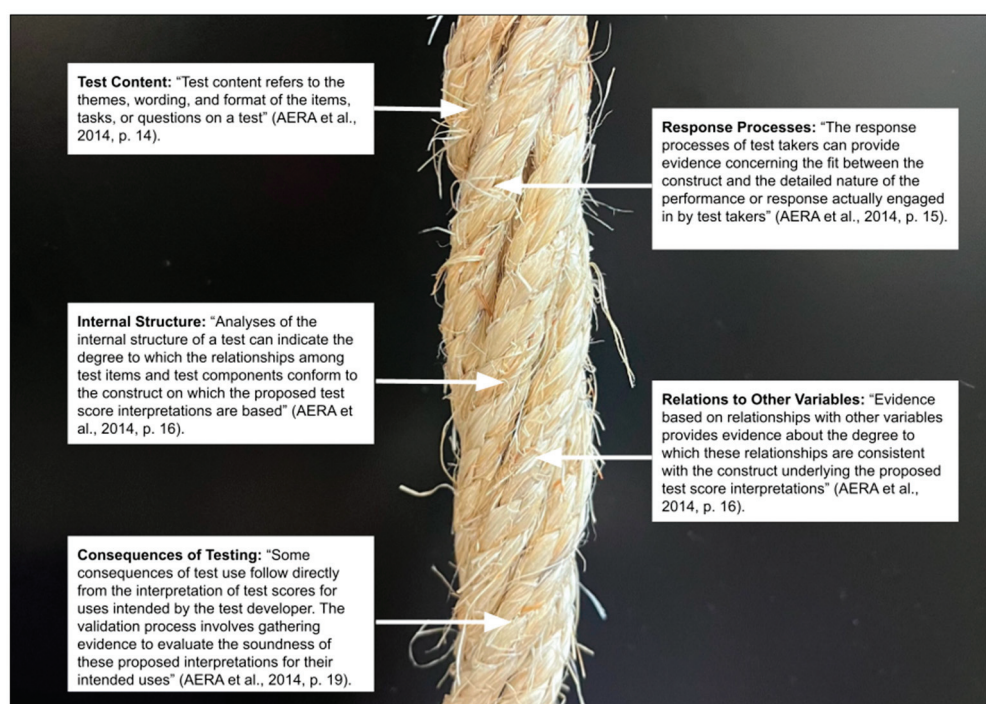 Test Content: “Test content refers to the
themes, wording, and format of the items,
tasks, or questions on a test” (AERA et al.,
2014, p. 14).
Response Processes: “The response
processes of test takers can provide
evidence concerning the fit between the
construct and the detailed nature of the
performance or response actually engaged
in by test takers” (AERA et al., 2014, p. 15).
Internal Structure: “Analyses of the
internal structure of a test can indicate the
degree to which the relationships among
test items and test components conform to
the construct on which the proposed test
score interpretations are based” (AERA et
al., 2014, p. 16).
Relations to Other Variables: “Evidence
based on relationships with other variables
provides evidence about the degree to
which these relationships are consistent
with the construct underlying the proposed
test score interpretations” (AERA et al.,
2014, p. 16).
Consequences of Testing: “Some
consequences of test use follow directly
from the interpretation of test scores for
uses intended by the test developer. The
validation process involves gathering
evidence to evaluate the soundness of
these proposed interpretations for their
intended uses” (AERA et al., 2014, p. 19).